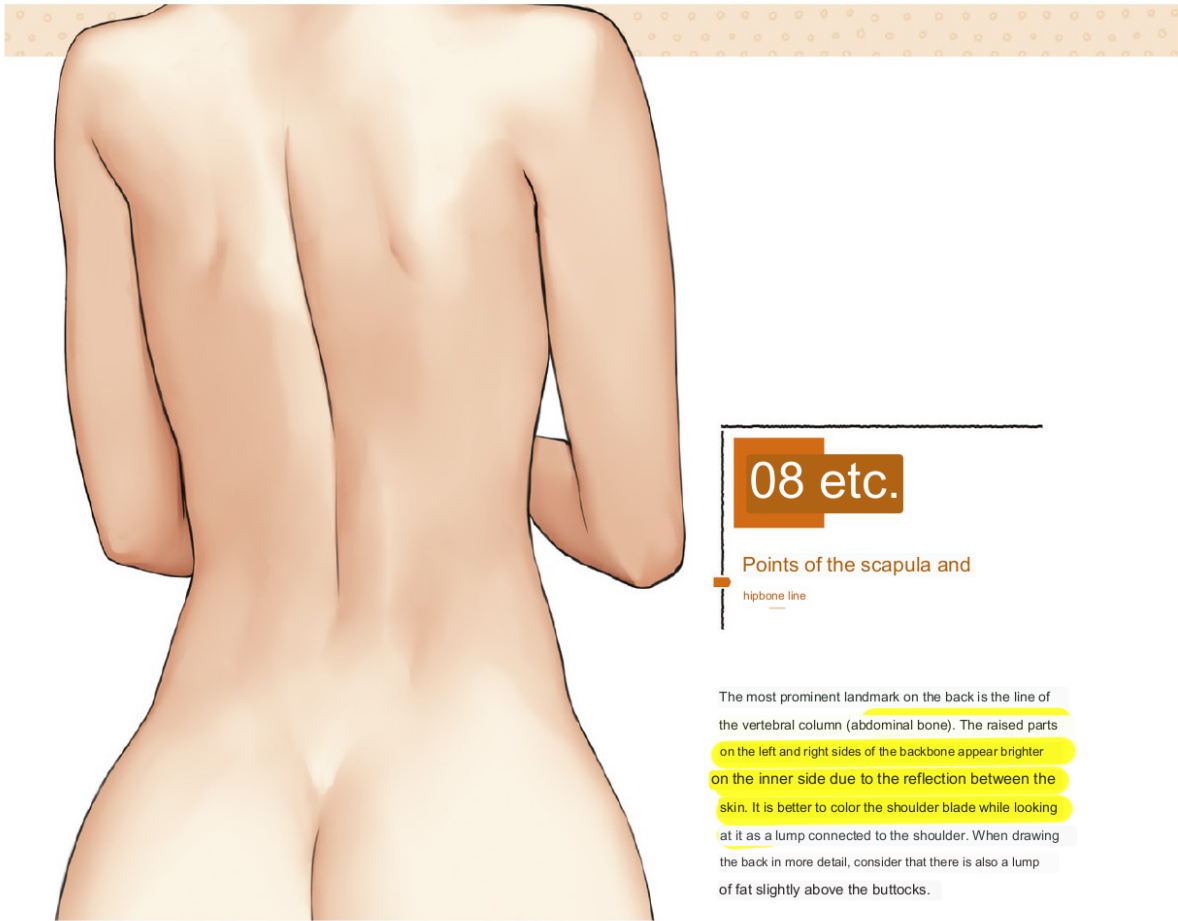 08 etc.
Points of the scapula and
hipbone line
The most prominent landmark on the back is the line of
the vertebral column (abdominal bone). The raised parts
on the left and right sides of the backbone appear brighter
on the inner side due to the reflection between the
skin. It is better to color the shoulder blade while looking
at it as a lump connected to the shoulder. When drawing
the back in more detail, consider that there is also a lump
of fat slightly above the buttocks.